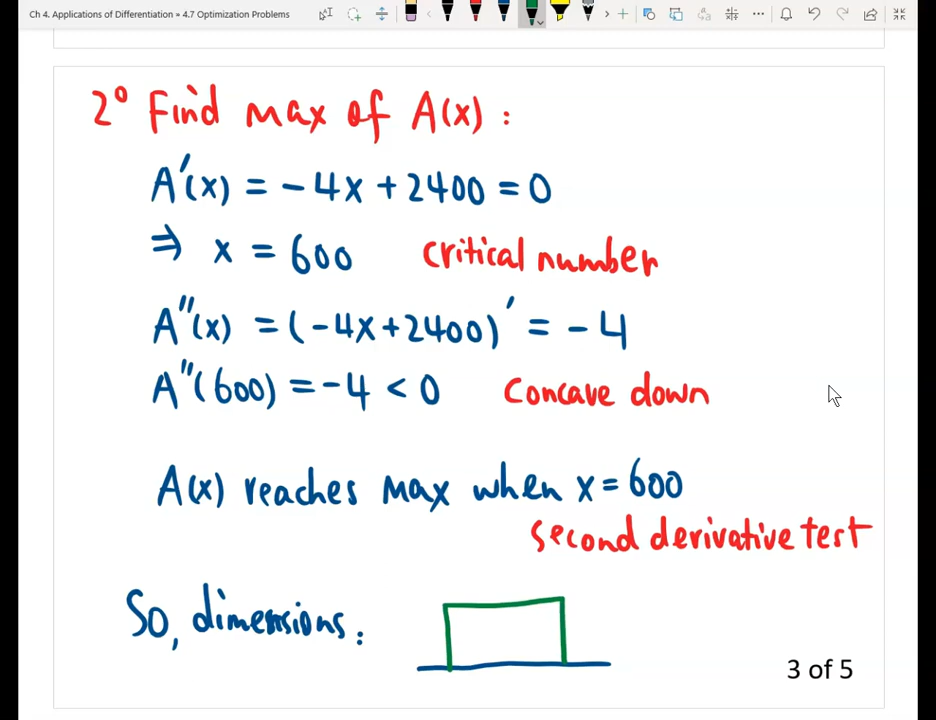 Ch 4. Applications of Differentiation » 4.7 Optimization Problems
2° Find max of A(x) :
A'(x) = -4x + 2400 = 0
⇒ x = 600 critical number
A''(x) = (-4x+2400)' = -4
A''(600) = -4 < 0 concave down
A(x) reaches max when x = 600
second derivative test
So, dimensions :
3 of 5